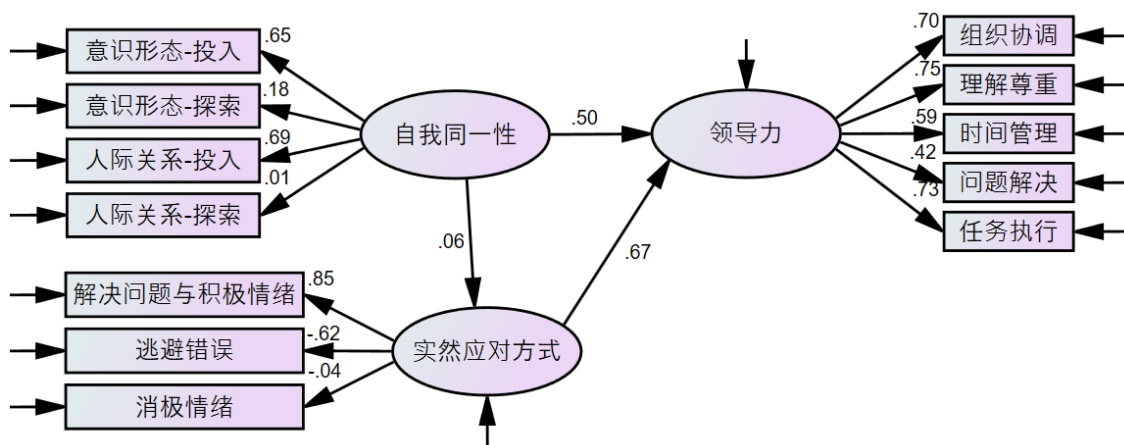 意识形态-投入
.65
意识形态-探索
.18
人际关系-投入
.69
人际关系-探索
.01
自我同一性
.50
领导力
.70
组织协调
.75
理解尊重
.59
时间管理
.42
问题解决
.73
任务执行
.06
.67
解决问题与积极情绪
.85
逃避错误
-.62
消极情绪
-.04
实然应对方式